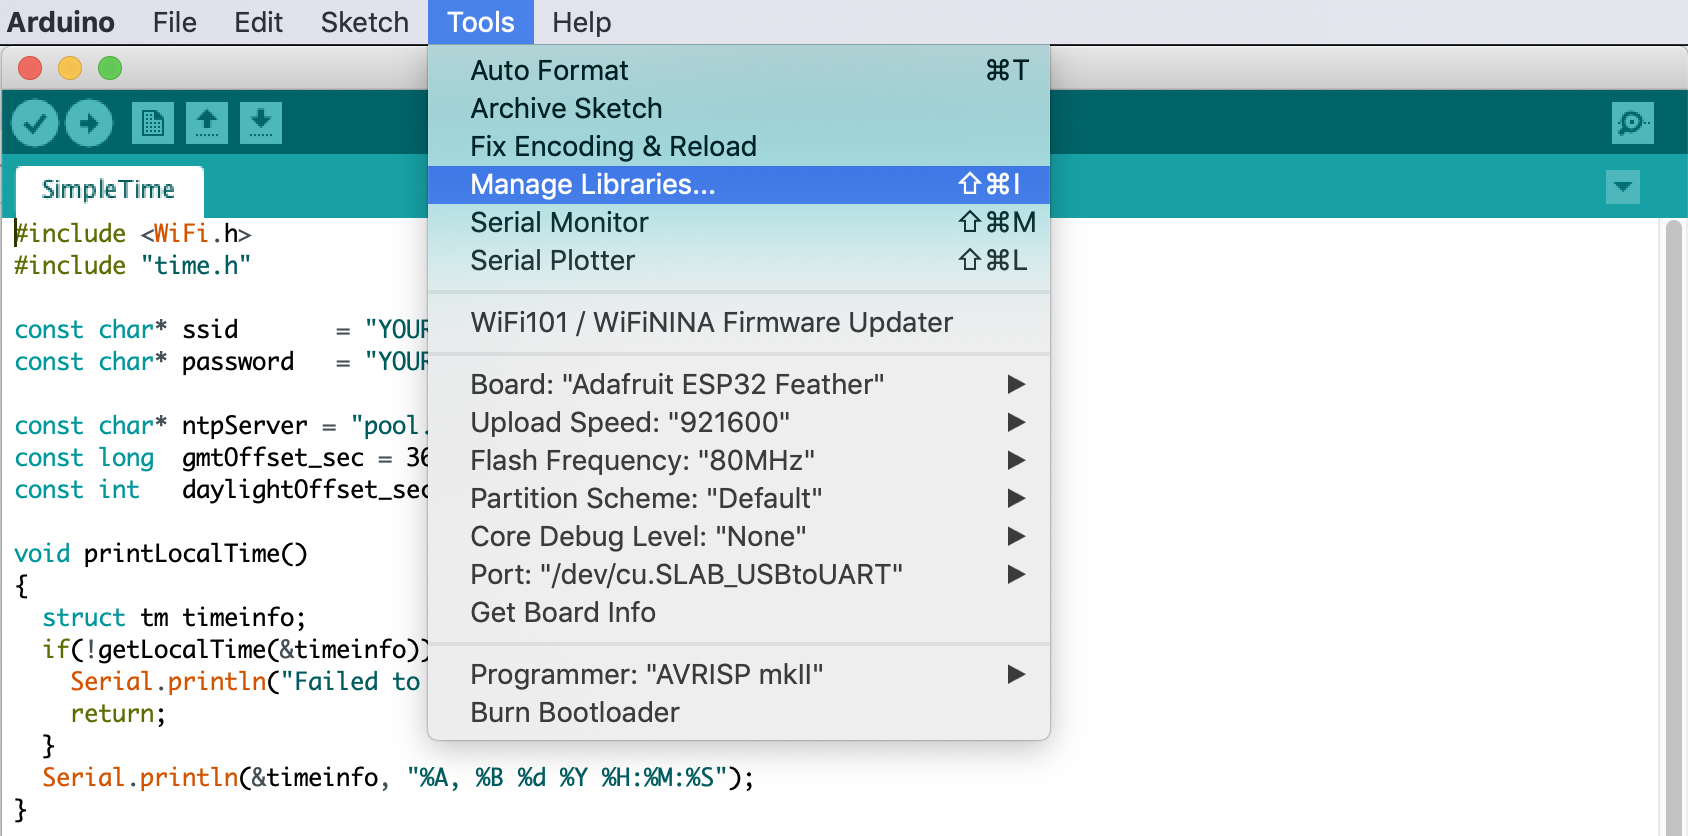 Arduino File Edit Sketch Tools Help
Auto Format ⌘T
Archive Sketch
Fix Encoding & Reload
Manage Libraries... ⇧⌘I
Serial Monitor ⇧⌘M
Serial Plotter ⇧⌘L
WiFi101 / WiFiNINA Firmware Updater
Board: "Adafruit ESP32 Feather"
Upload Speed: "921600"
Flash Frequency: "80MHz"
Partition Scheme: "Default"
Core Debug Level: "None"
Port: "/dev/cu.SLAB_USBtoUART"
Get Board Info
Programmer: "AVRISP mkII"
Burn Bootloader
SimpleTime
#include <WiFi.h>
#include "time.h"
const char* ssid       = "YOUR
const char* password   = "YOUR
const char* ntpServer = "pool.
const long  gmtOffset_sec = 36
const int   daylightOffset_sec
void printLocalTime()
{
  struct tm timeinfo;
  if(!getLocalTime(&timeinfo))
    Serial.println("Failed to
    return;
  }
  Serial.println(&timeinfo, "%A, %B %d %Y %H:%M:%S");
}